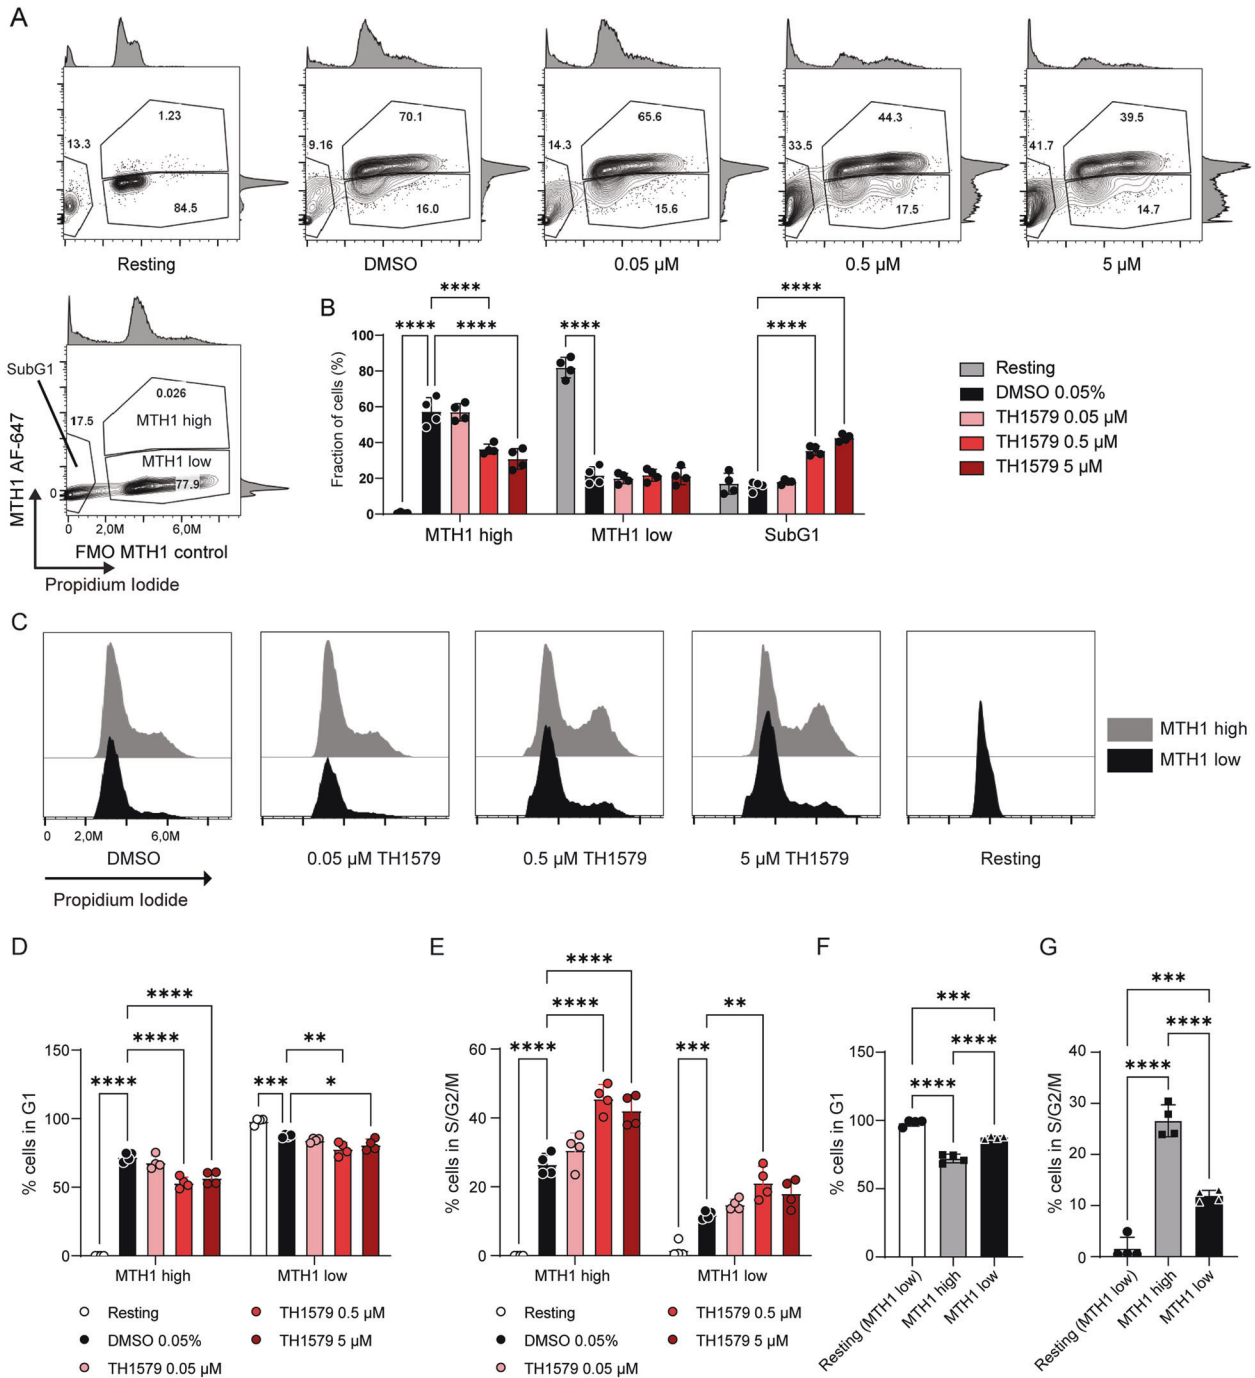 A
13.3
1.23
84.5
Resting
9.16
70.1
16.0
DMSO
14.3
65.6
15.6
0.05 µM
33.5
44.3
17.5
0.5 µM
41.7
39.5
14.7
5 µM
SubG1
17.5
0.026
MTH1 high
MTH1 low
77.9
MTH1 AF-647
0
0 2,0M 6,0M
FMO MTH1 control
Propidium Iodide
B
Fraction of cells (%)
100
80
60
40
20
0
**** **** ****
**** **** ****
****
MTH1 high MTH1 low SubG1
Resting
DMSO 0.05%
TH1579 0.05 µM
TH1579 0.5 µM
TH1579 5 µM
C
MTH1 high
MTH1 low
0 2,0M 6,0M
DMSO 0.05 µM TH1579 0.5 µM TH1579 5 µM TH1579 Resting
Propidium Iodide
D
% cells in G1
150
100
50
0
****
**** **
**** *** *
MTH1 high MTH1 low
Resting
DMSO 0.05%
TH1579 0.05 µM
TH1579 0.5 µM
TH1579 5 µM
E
% cells in S/G2/M
60
40
20
0
****
**** **
**** ***
MTH1 high MTH1 low
Resting
DMSO 0.05%
TH1579 0.05 µM
TH1579 0.5 µM
TH1579 5 µM
F
% cells in G1
150
100
50
0
***
****
****
Resting (MTH1 low)
MTH1 high
MTH1 low
G
% cells in S/G2/M
40
30
20
10
0
***
****
****
Resting (MTH1 low)
MTH1 high
MTH1 low